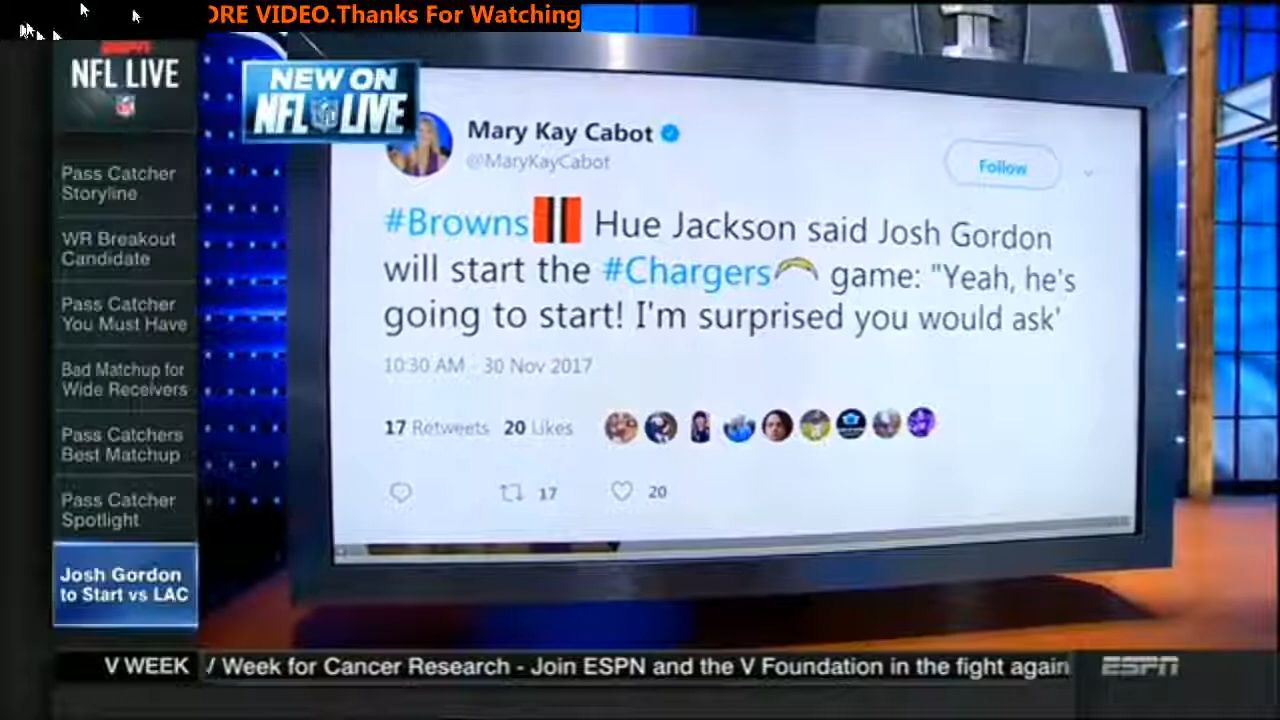 ORE VIDEO.Thanks For Watching
ESPN
NFL LIVE
NEW ON
NFL LIVE
Pass Catcher
Storyline
WR Breakout
Candidate
Pass Catcher
You Must Have
Bad Matchup for
Wide Receivers
Pass Catchers
Best Matchup
Pass Catcher
Spotlight
Josh Gordon
to Start vs LAC
Mary Kay Cabot
@MaryKayCabot
Follow
#Browns Hue Jackson said Josh Gordon
will start the #Chargers game: "Yeah, he's
going to start! I'm surprised you would ask'
10:30 AM - 30 Nov 2017
17 Retweets 20 Likes
17 20
V WEEK / Week for Cancer Research - Join ESPN and the V Foundation in the fight again
ESPN